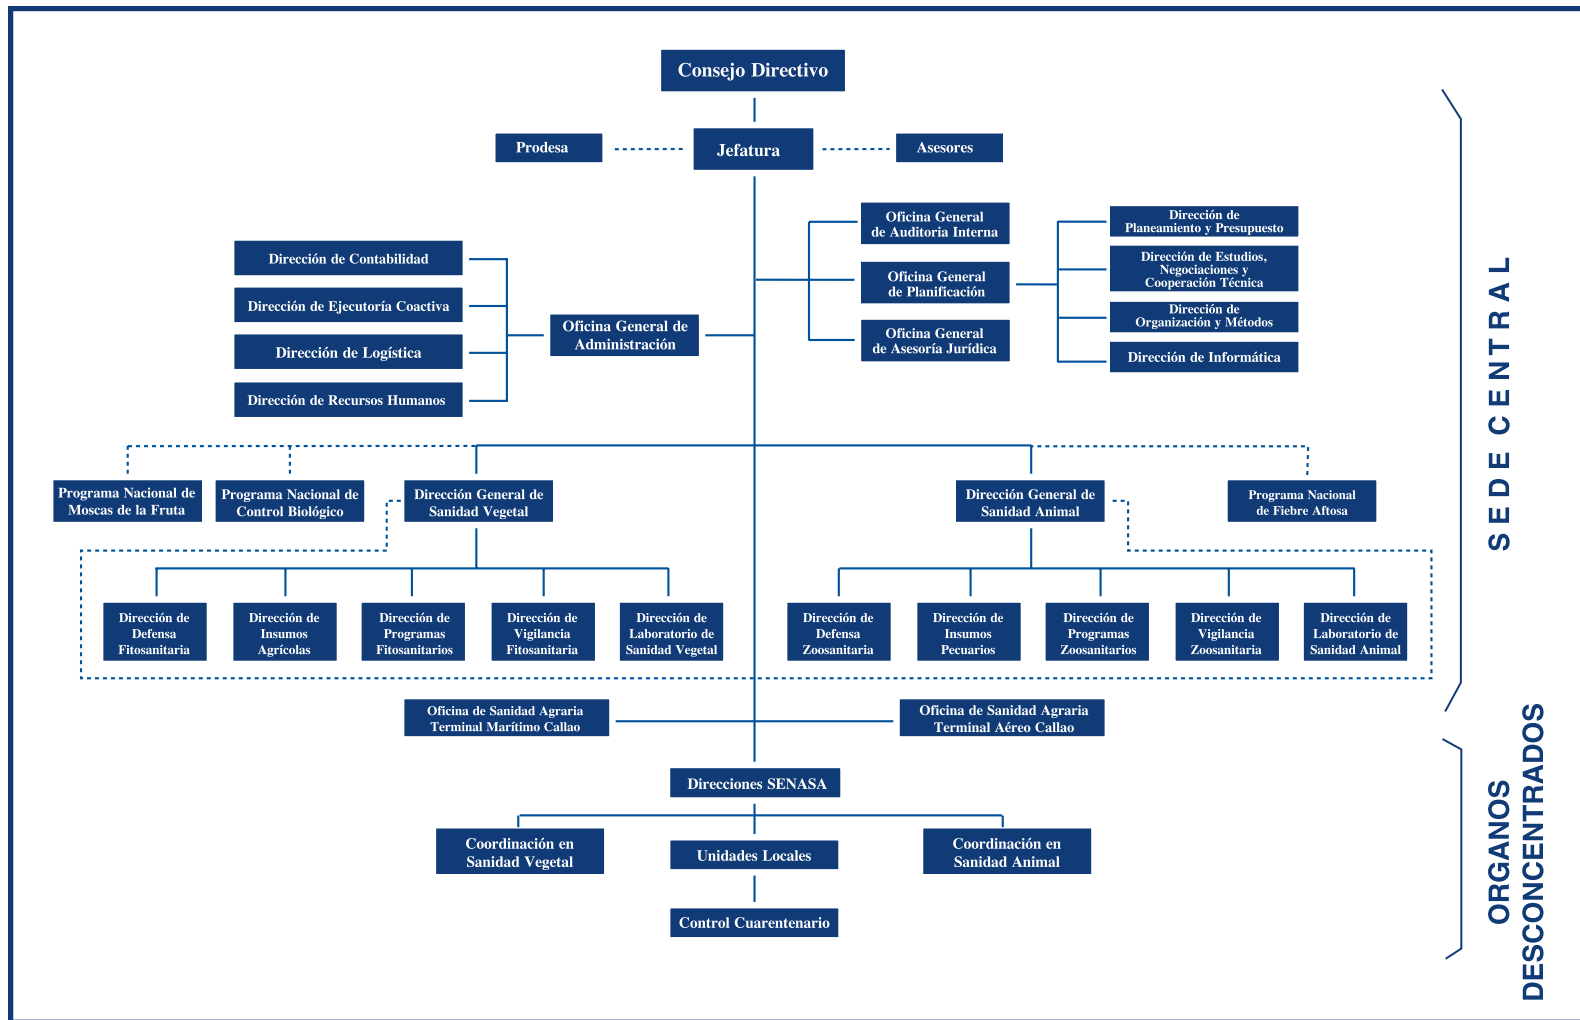 Consejo Directivo
Prodesa
Jefatura
Asesores
Oficina General
de Auditoria Interna
Oficina General
de Planificación
Oficina General
de Asesoría Jurídica
Dirección de
Planeamiento y Presupuesto
Dirección de Estudios,
Negociaciones y
Cooperación Técnica
Dirección de
Organización y Métodos
Dirección de Informática
Dirección de Contabilidad
Dirección de Ejecutoría Coactiva
Dirección de Logística
Dirección de Recursos Humanos
Oficina General de
Administración
Programa Nacional de
Moscas de la Fruta
Programa Nacional de
Control Biológico
Dirección General de
Sanidad Vegetal
Dirección General de
Sanidad Animal
Programa Nacional
de Fiebre Aftosa
Dirección de
Defensa
Fitosanitaria
Dirección de
Insumos
Agrícolas
Dirección de
Programas
Fitosanitarios
Dirección de
Vigilancia
Fitosanitaria
Dirección de
Laboratorio de
Sanidad Vegetal
Dirección de
Defensa
Zoosanitaria
Dirección de
Insumos
Pecuarios
Dirección de
Programas
Zoosanitarios
Dirección de
Vigilancia
Zoosanitaria
Dirección de
Laboratorio de
Sanidad Animal
Oficina de Sanidad Agraria
Terminal Marítimo Callao
Oficina de Sanidad Agraria
Terminal Aéreo Callao
Direcciones SENASA
Coordinación en
Sanidad Vegetal
Unidades Locales
Coordinación en
Sanidad Animal
Control Cuarentenario
SEDE CENTRAL
ORGANOS
DESCONCENTRADOS